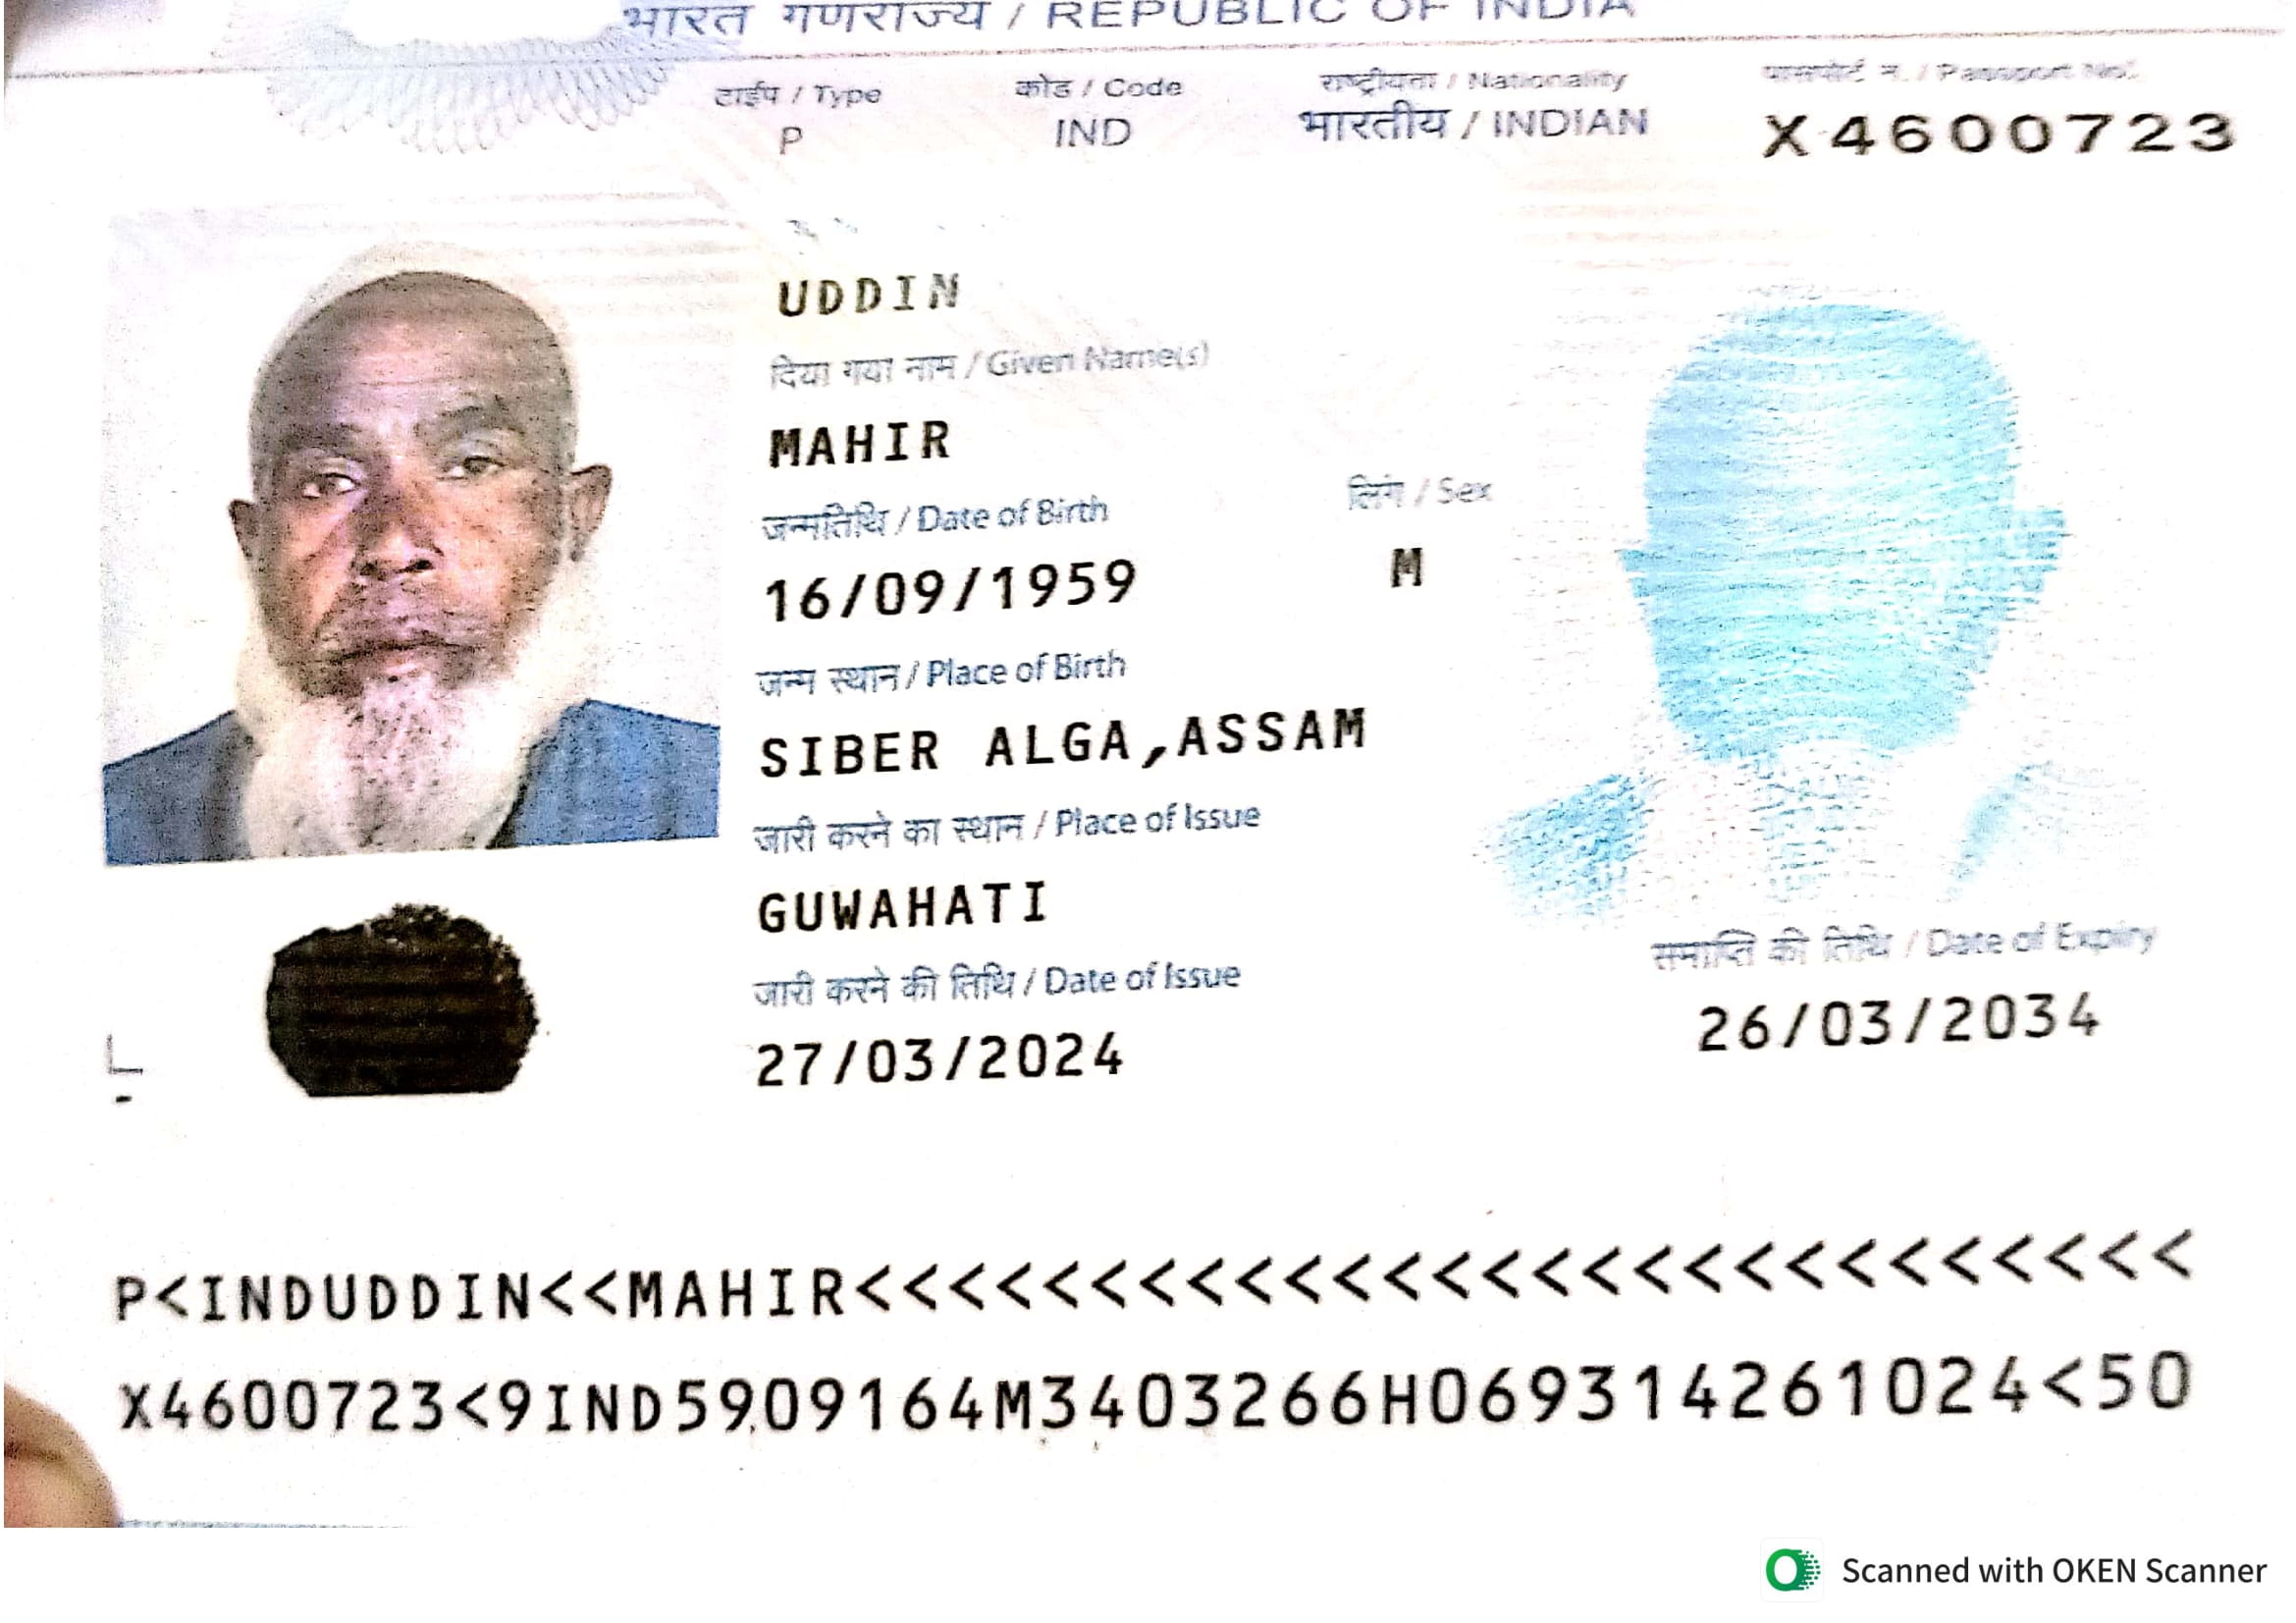 भारत गणराज्य / REPUBLIC OF INDIA
टाईप / Type
कोड / Code
राष्ट्रीयता / Nationality
पासपोर्ट न. / Passport No.
P
IND
भारतीय / INDIAN
X4600723
UDDIN
दिया गया नाम / Given Name(s)
MAHIR
जन्मतिथि / Date of Birth
लिंग / Sex
16/09/1959
M
जन्म स्थान / Place of Birth
SIBER ALGA,ASSAM
जारी करने का स्थान / Place of Issue
GUWAHATI
जारी करने की तिथि / Date of Issue
समाप्ति की तिथि / Date of Expiry
27/03/2024
26/03/2034
P<INDUDDIN<<MAHIR<<<<<<<<<<<<<<<<<<<<<<<<<<<
X4600723<9IND5909164M3403266H069314261024<50
Scanned with OKEN Scanner